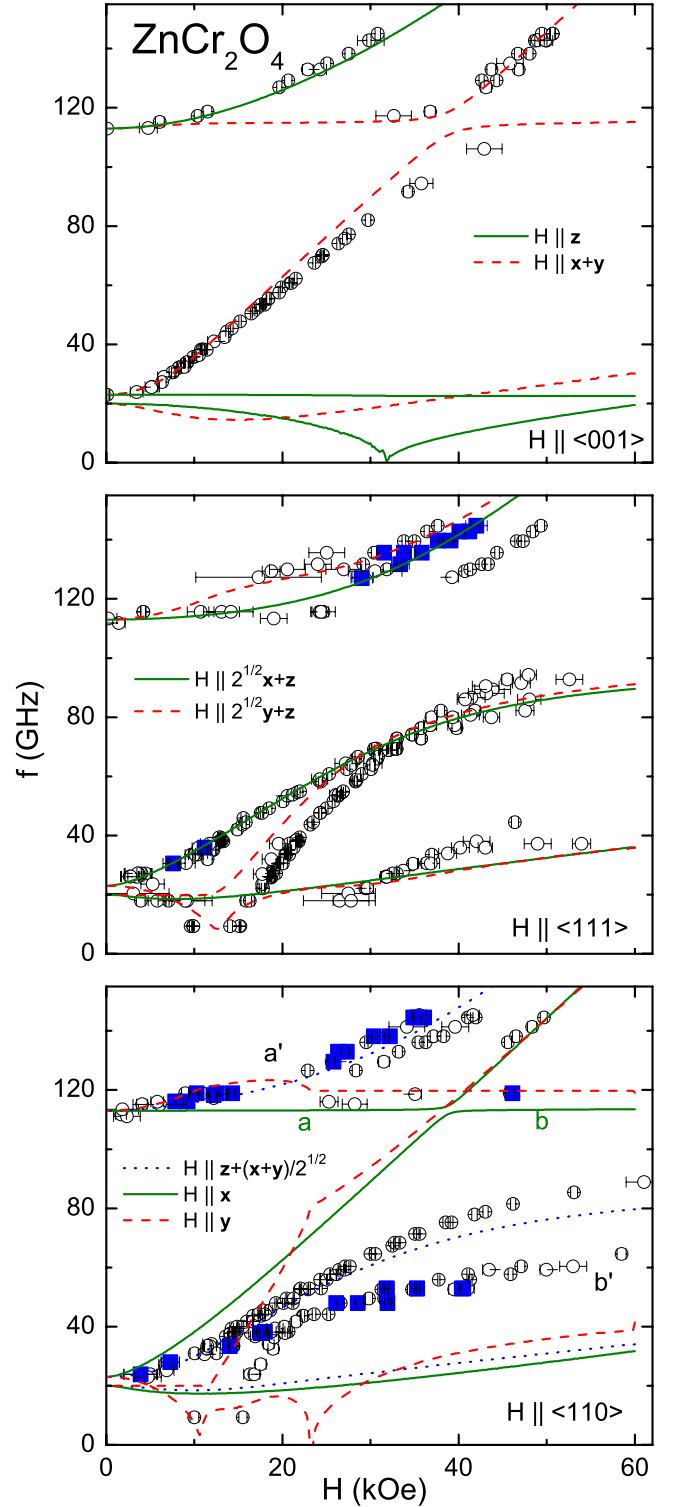 ZnCr₂O₄
120
80
40
0
H || z
H || x+y
H || <001>
120
80
40
0
f (GHz)
H || 2^1/2x+z
H || 2^1/2y+z
H || <111>
120
80
40
0
a'
a
b
H || z+(x+y)/2^1/2
H || x
H || y
b'
H || <110>
0 20 40 60
H (kOe)